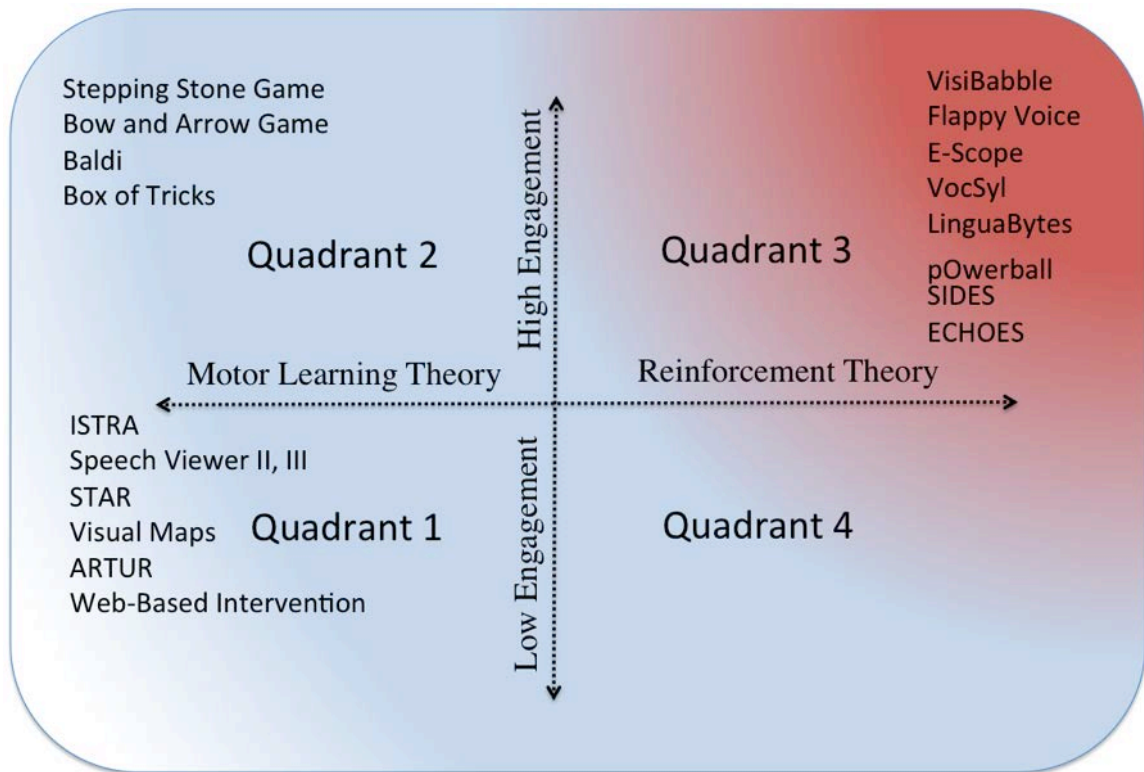 Stepping Stone Game
Bow and Arrow Game
Baldi
Box of Tricks
Quadrant 2
High Engagement
VisiBabble
Flappy Voice
E-Scope
VocSyl
LinguaBytes
pOwerball
SIDES
ECHOES
Quadrant 3
Motor Learning Theory
Reinforcement Theory
ISTRA
Speech Viewer II, III
STAR
Visual Maps
ARTUR
Web-Based Intervention
Quadrant 1
Low Engagement
Quadrant 4